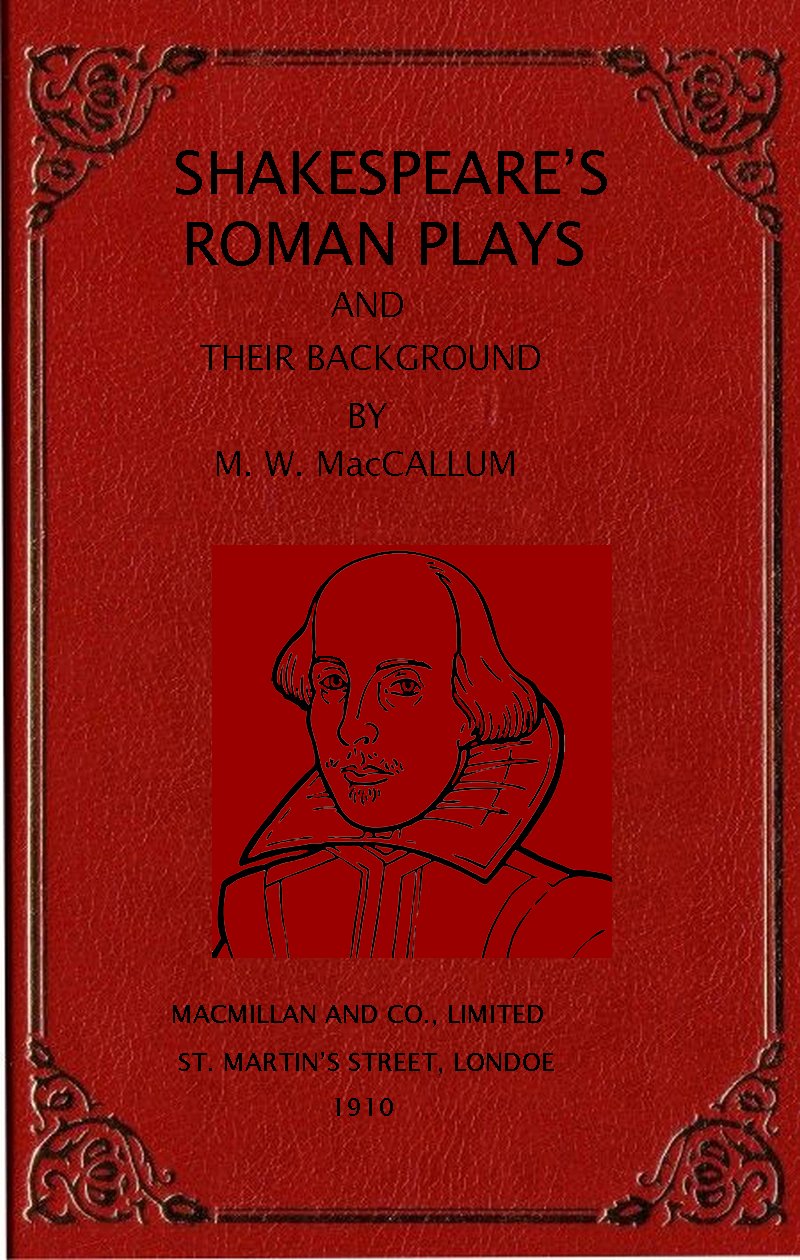 SHAKESPEARE’S
ROMAN PLAYS
AND
THEIR BACKGROUND
BY
M. W. MacCALLUM
MACMILLAN AND CO., LIMITED
ST. MARTIN’S STREET, LONDOE
1910